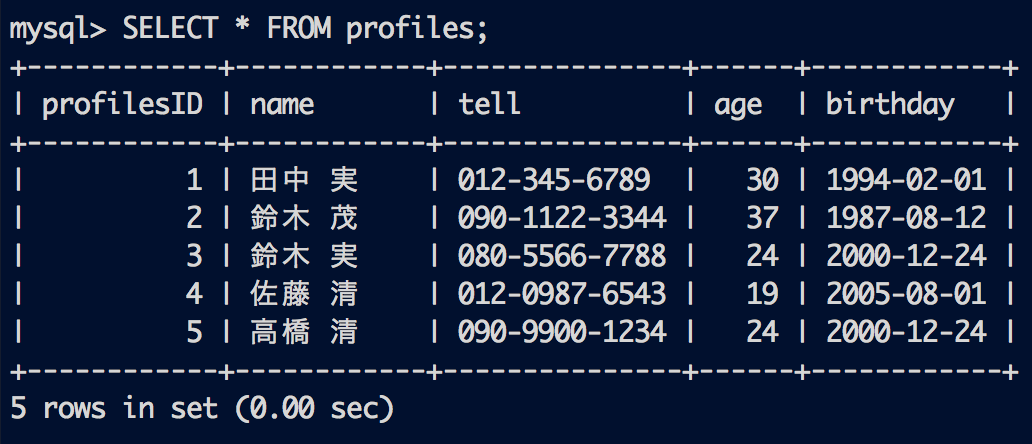 mysql> SELECT * FROM profiles;
+------------+------------+---------------+------+------------+
| profilesID | name       | tell          | age  | birthday   |
+------------+------------+---------------+------+------------+
|          1 | 田中 実    | 012-345-6789  |   30 | 1994-02-01 |
|          2 | 鈴木 茂    | 090-1122-3344 |   37 | 1987-08-12 |
|          3 | 鈴木 実    | 080-5566-7788 |   24 | 2000-12-24 |
|          4 | 佐藤 清    | 012-0987-6543 |   19 | 2005-08-01 |
|          5 | 高橋 清    | 090-9900-1234 |   24 | 2000-12-24 |
+------------+------------+---------------+------+------------+
5 rows in set (0.00 sec)